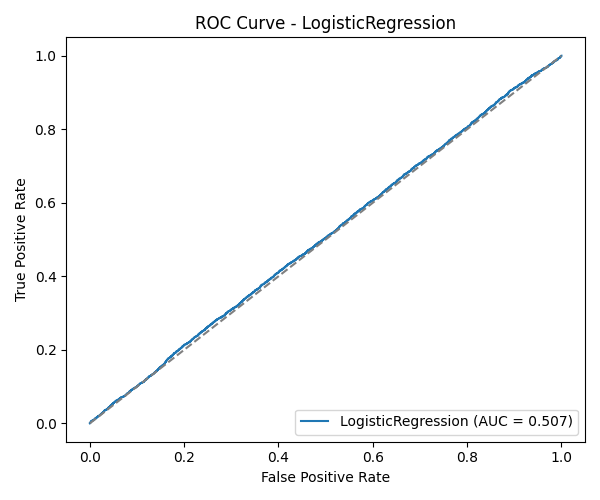 ROC Curve - LogisticRegression
True Positive Rate
1.0
0.8
0.6
0.4
0.2
0.0
LogisticRegression (AUC = 0.507)
0.0 0.2 0.4 0.6 0.8 1.0
False Positive Rate